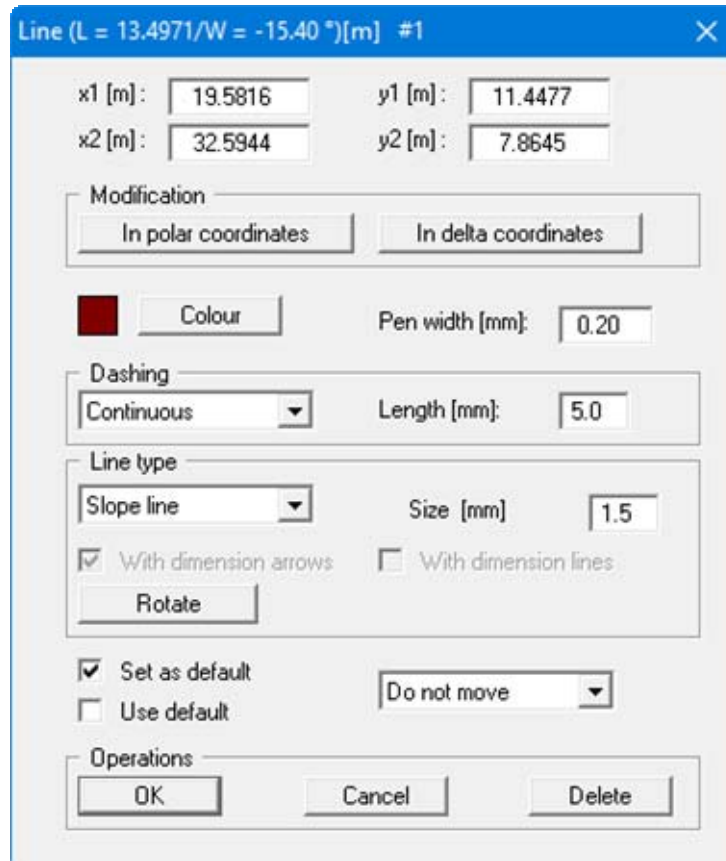 Line (L = 13.4971/W = -15.40 °)[m] #1
x1 [m] : 19.5816 y1 [m] : 11.4477
x2 [m] : 32.5944 y2 [m] : 7.8645
Modification
In polar coordinates In delta coordinates
Colour Pen width [mm]: 0.20
Dashing
Continuous Length [mm]: 5.0
Line type
Slope line Size [mm] 1.5
With dimension arrows With dimension lines
Rotate
Set as default
Do not move
Use default
Operations
OK Cancel Delete